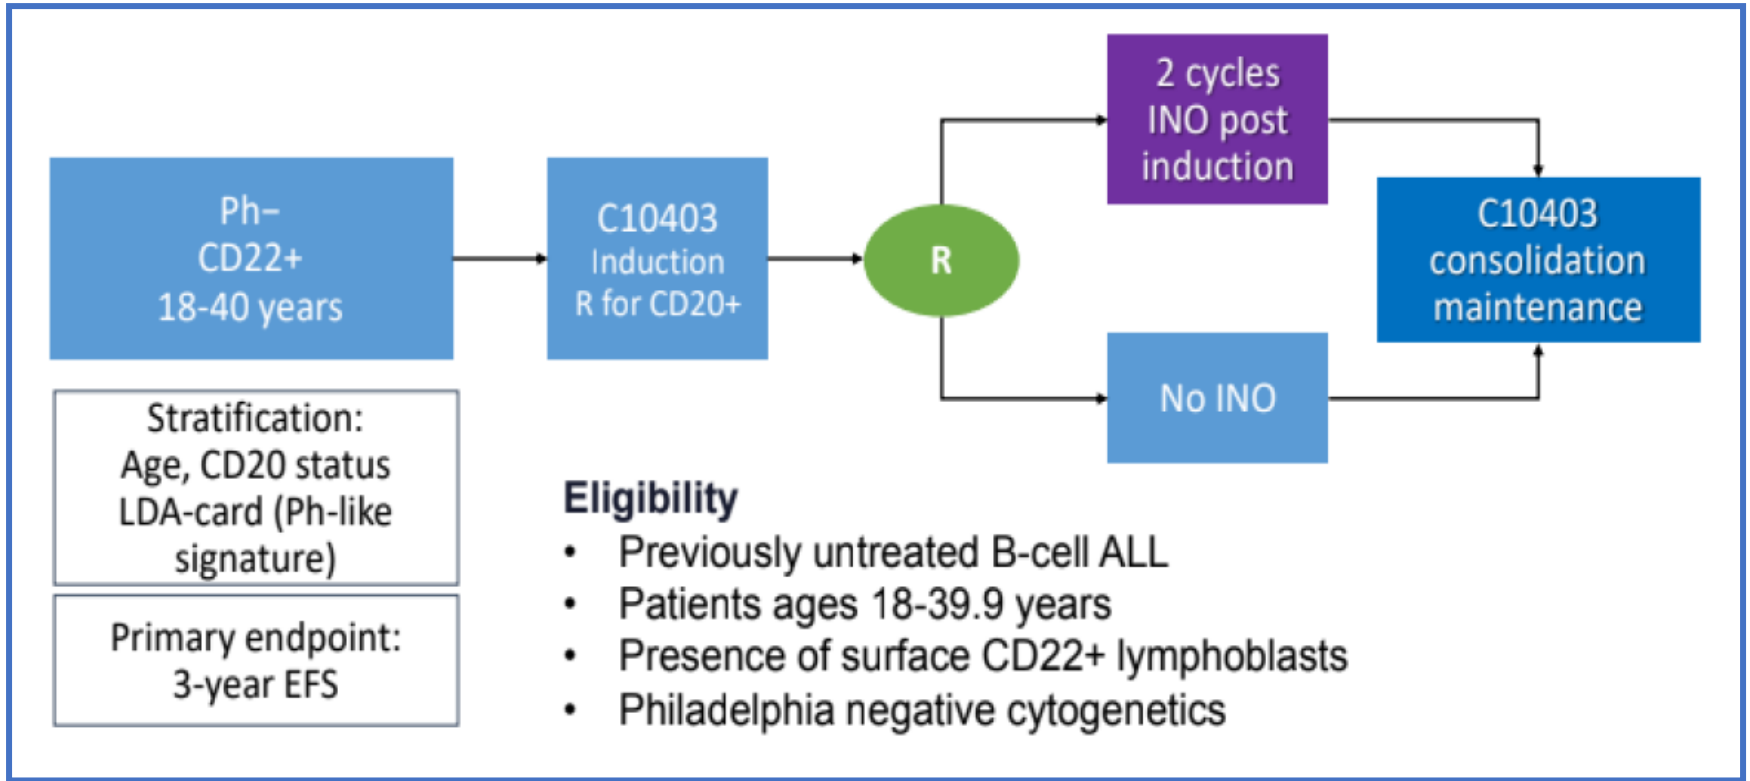 Ph–
CD22+
18-40 years
C10403
Induction
R for CD20+
R
2 cycles
INO post
induction
No INO
C10403
consolidation
maintenance
Stratification:
Age, CD20 status
LDA-card (Ph-like
signature)
Primary endpoint:
3-year EFS
Eligibility
• Previously untreated B-cell ALL
• Patients ages 18-39.9 years
• Presence of surface CD22+ lymphoblasts
• Philadelphia negative cytogenetics